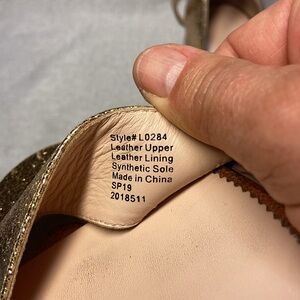 Style# L0284
Leather Upper
Leather Lining
Synthetic Sole
Made in China
SP19
2018511